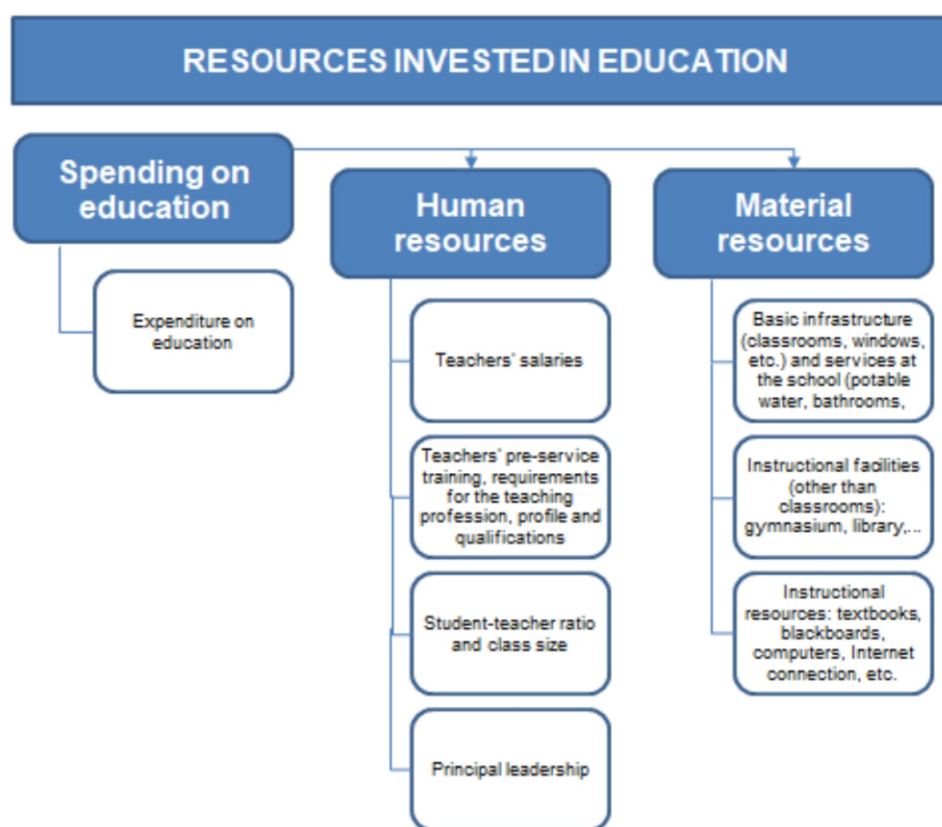 RESOURCES INVESTED IN EDUCATION
Spending on
education
Expenditure on
education
Human
resources
Teachers' salaries
Teachers' pre-service
training, requirements
for the teaching
profession, profile and
qualifications
Student-teacher ratio
and class size
Principal leadership
Material
resources
Basic infrastructure
(classrooms, windows,
etc.) and services at
the school (potable
water, bathrooms,
Instructional facilities
(other than
classrooms):
gymnasium, library,...
Instructional
resources: textbooks,
blackboards,
computers, Internet
connection, etc.